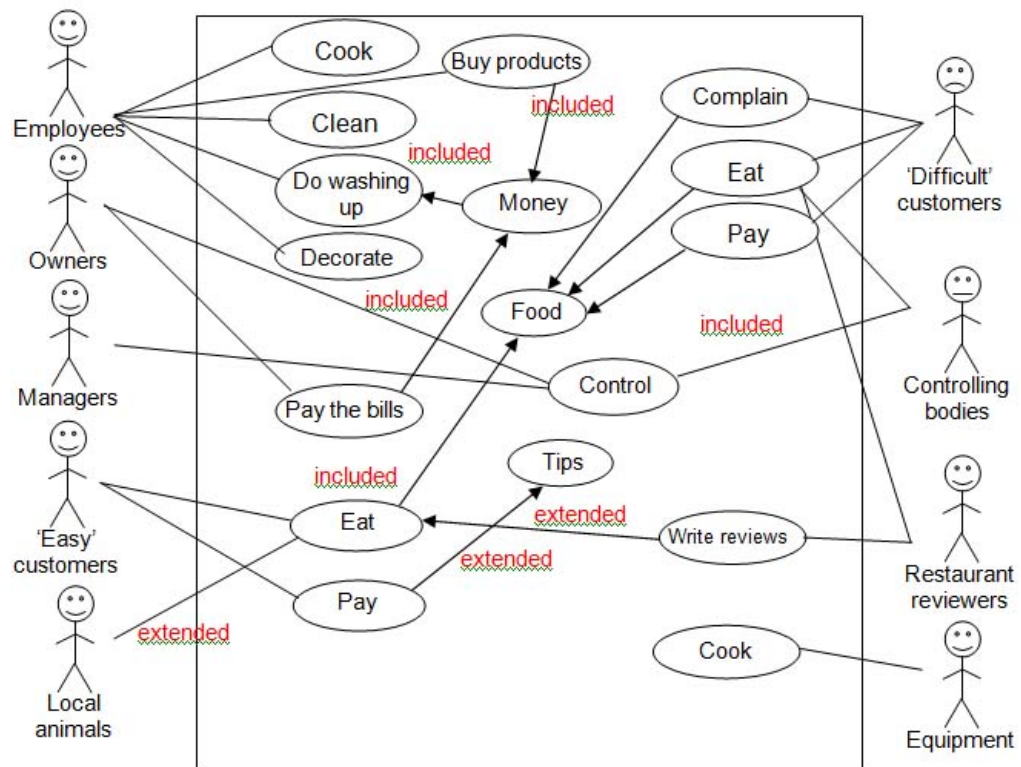 Employees
Owners
Managers
'Easy'
customers
Local
animals
Cook
Buy products
included
Clean
included
Do washing
up
Money
Decorate
included
Pay the bills
included
Eat
Pay
extended
Complain
Eat
Pay
Food
included
Control
Tips
extended
extended
Write reviews
Cook
'Difficult'
customers
Controlling
bodies
Restaurant
reviewers
Equipment